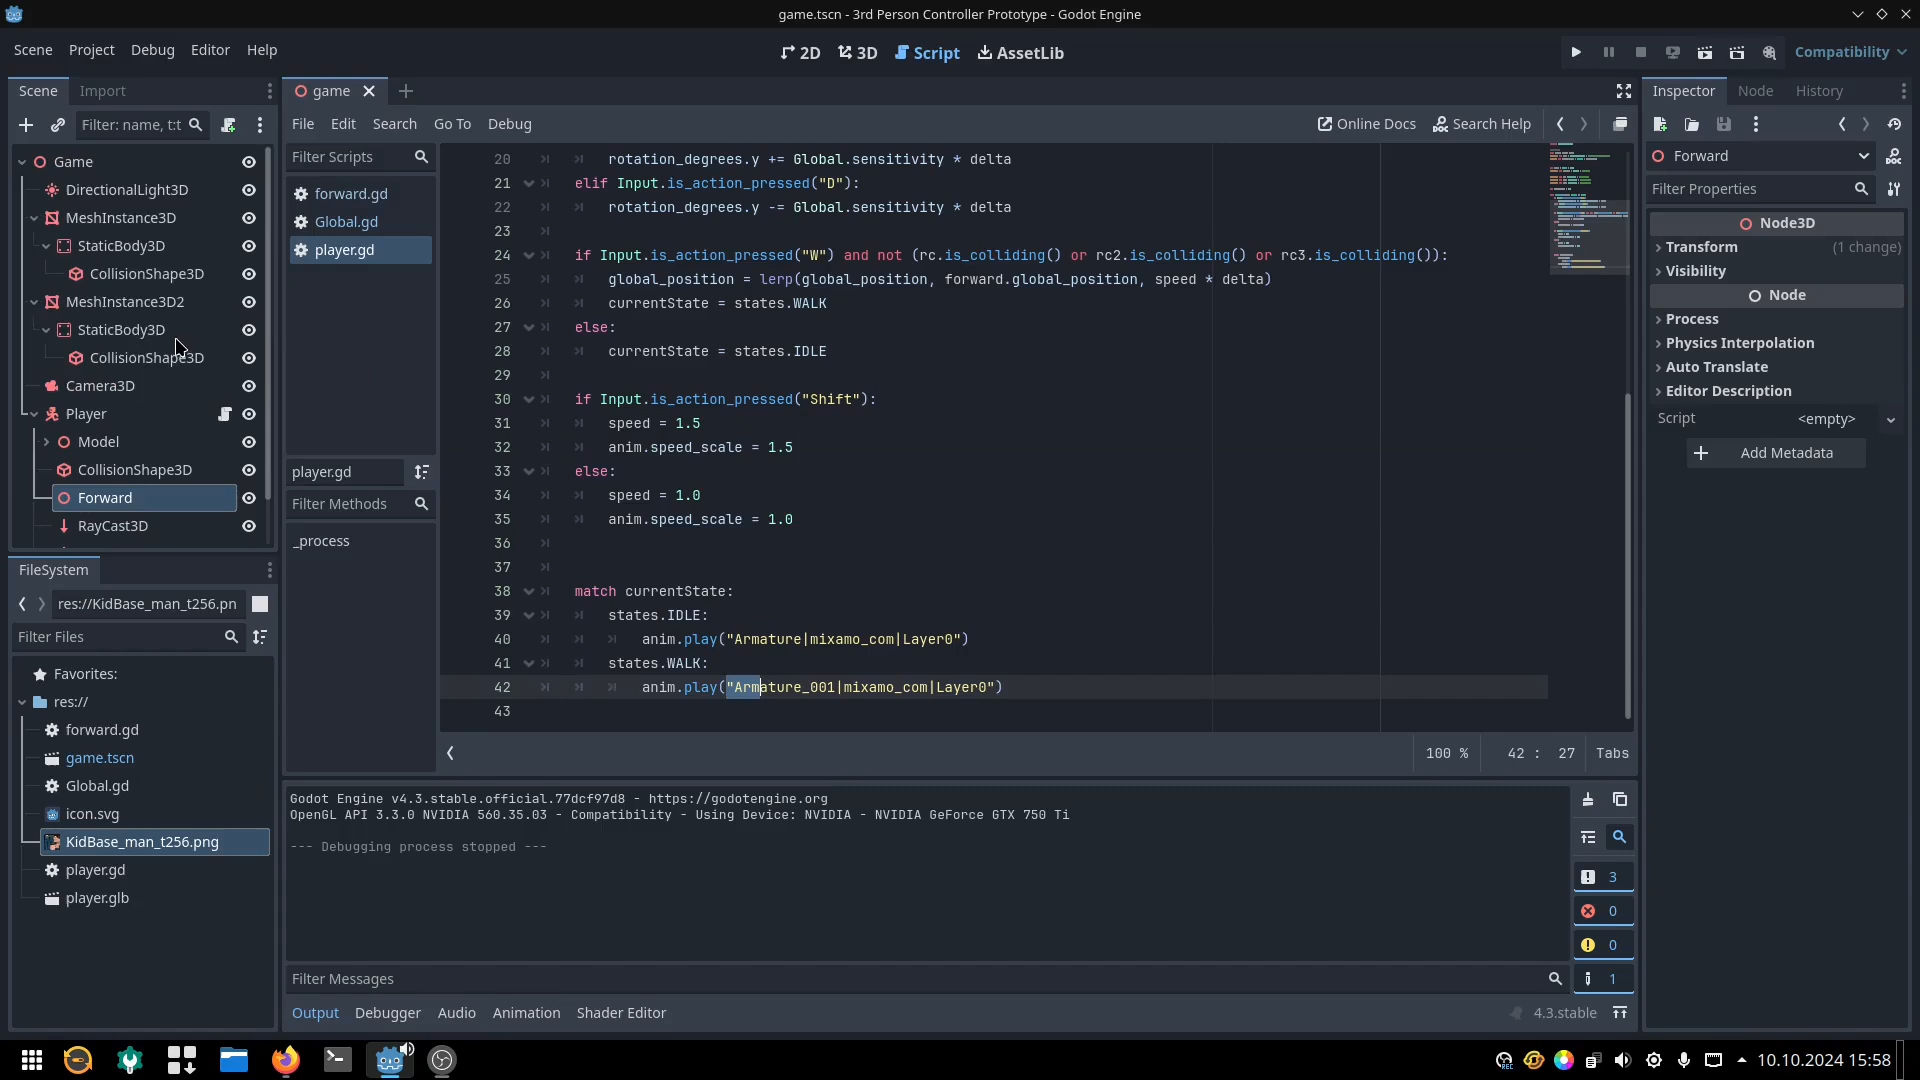 game.tscn - 3rd Person Controller Prototype - Godot Engine
Scene Project Debug Editor Help
2D 3D Script AssetLib
Compatibility
Scene Import
Filter: name, t:t
Game
DirectionalLight3D
MeshInstance3D
StaticBody3D
CollisionShape3D
MeshInstance3D2
StaticBody3D
CollisionShape3D
Camera3D
Player
Model
CollisionShape3D
Forward
RayCast3D
FileSystem
res://KidBase_man_t256.pn
Filter Files
Favorites:
res://
forward.gd
game.tscn
Global.gd
icon.svg
KidBase_man_t256.png
player.gd
player.glb
game
File Edit Search Go To Debug
Online Docs Search Help
Filter Scripts
forward.gd
Global.gd
player.gd
player.gd
Filter Methods
_process
20 rotation_degrees.y += Global.sensitivity * delta
21 elif Input.is_action_pressed("D"):
22 rotation_degrees.y -= Global.sensitivity * delta
23
24 if Input.is_action_pressed("W") and not (rc.is_colliding() or rc2.is_colliding() or rc3.is_colliding()):
25 global_position = lerp(global_position, forward.global_position, speed * delta)
26 currentState = states.WALK
27 else:
28 currentState = states.IDLE
29
30 if Input.is_action_pressed("Shift"):
31 speed = 1.5
32 anim.speed_scale = 1.5
33 else:
34 speed = 1.0
35 anim.speed_scale = 1.0
36
37
38 match currentState:
39 states.IDLE:
40 anim.play("Armature|mixamo_com|Layer0")
41 states.WALK:
42 anim.play("Armature_001|mixamo_com|Layer0")
43
100 % 42 : 27 Tabs
Godot Engine v4.3.stable.official.77dcf97d8 - https://godotengine.org
OpenGL API 3.3.0 NVIDIA 560.35.03 - Compatibility - Using Device: NVIDIA - NVIDIA GeForce GTX 750 Ti
--- Debugging process stopped ---
3
0
0
1
Filter Messages
Output Debugger Audio Animation Shader Editor
4.3.stable
Inspector Node History
Forward
Filter Properties
Node3D
Transform (1 change)
Visibility
Node
Process
Physics Interpolation
Auto Translate
Editor Description
Script <empty>
Add Metadata
REC
10.10.2024 15:58